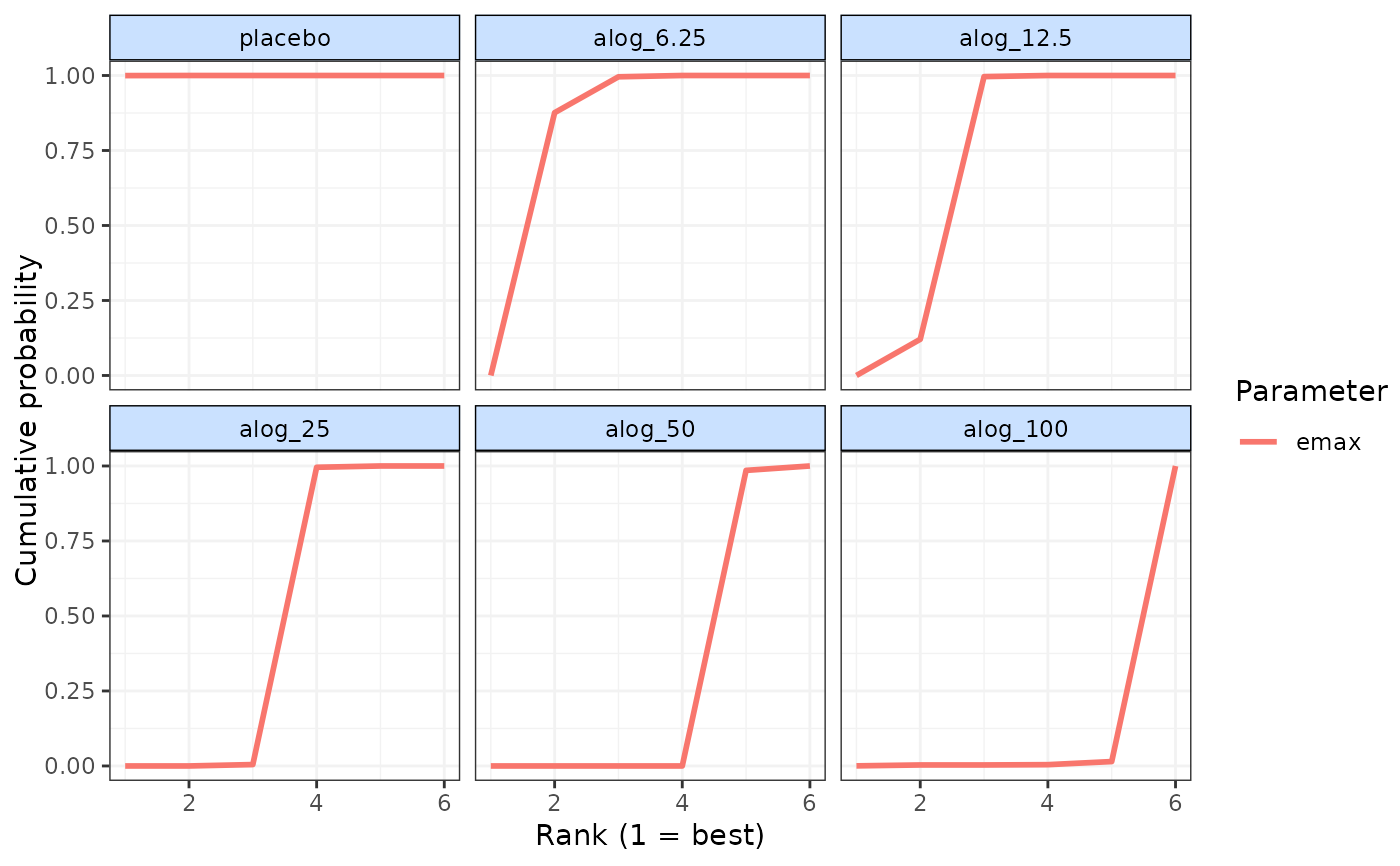 placebo alog_6.25 alog_12.5
1.00
0.75
0.50
0.25
0.00
Cumulative probability
alog_25 alog_50 alog_100
1.00
0.75
0.50
0.25
0.00
2 4 6 2 4 6 2 4 6
Rank (1 = best)
Parameter
emax